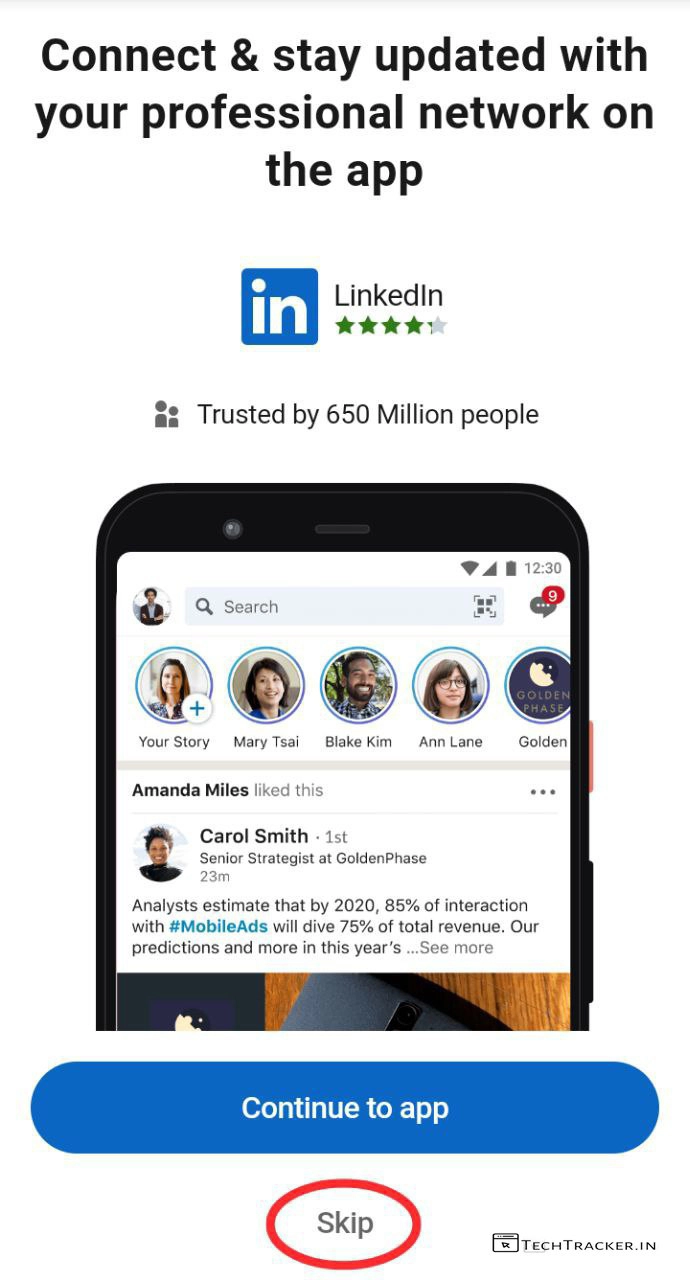 Connect & stay updated with
your professional network on
the app
in
LinkedIn
Trusted by 650 Million people
12:30
Search
9
GOLDEN
PHASE
Your Story Mary Tsai Blake Kim Ann Lane Golden
Amanda Miles liked this
Carol Smith · 1st
Senior Strategist at GoldenPhase
23m
Analysts estimate that by 2020, 85% of interaction
with #MobileAds will dive 75% of total revenue. Our
predictions and more in this year's ...See more
Continue to app
Skip
TECHTRACKER.IN